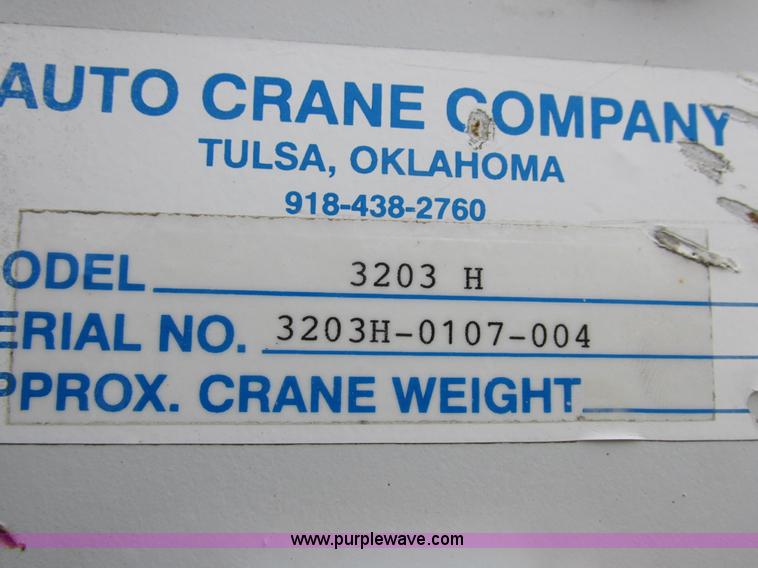 AUTO CRANE COMPANY
TULSA, OKLAHOMA
918-438-2760
ODEL 3203 H
ERIAL NO. 3203H-0107-004
PPROX. CRANE WEIGHT
www.purplewave.com